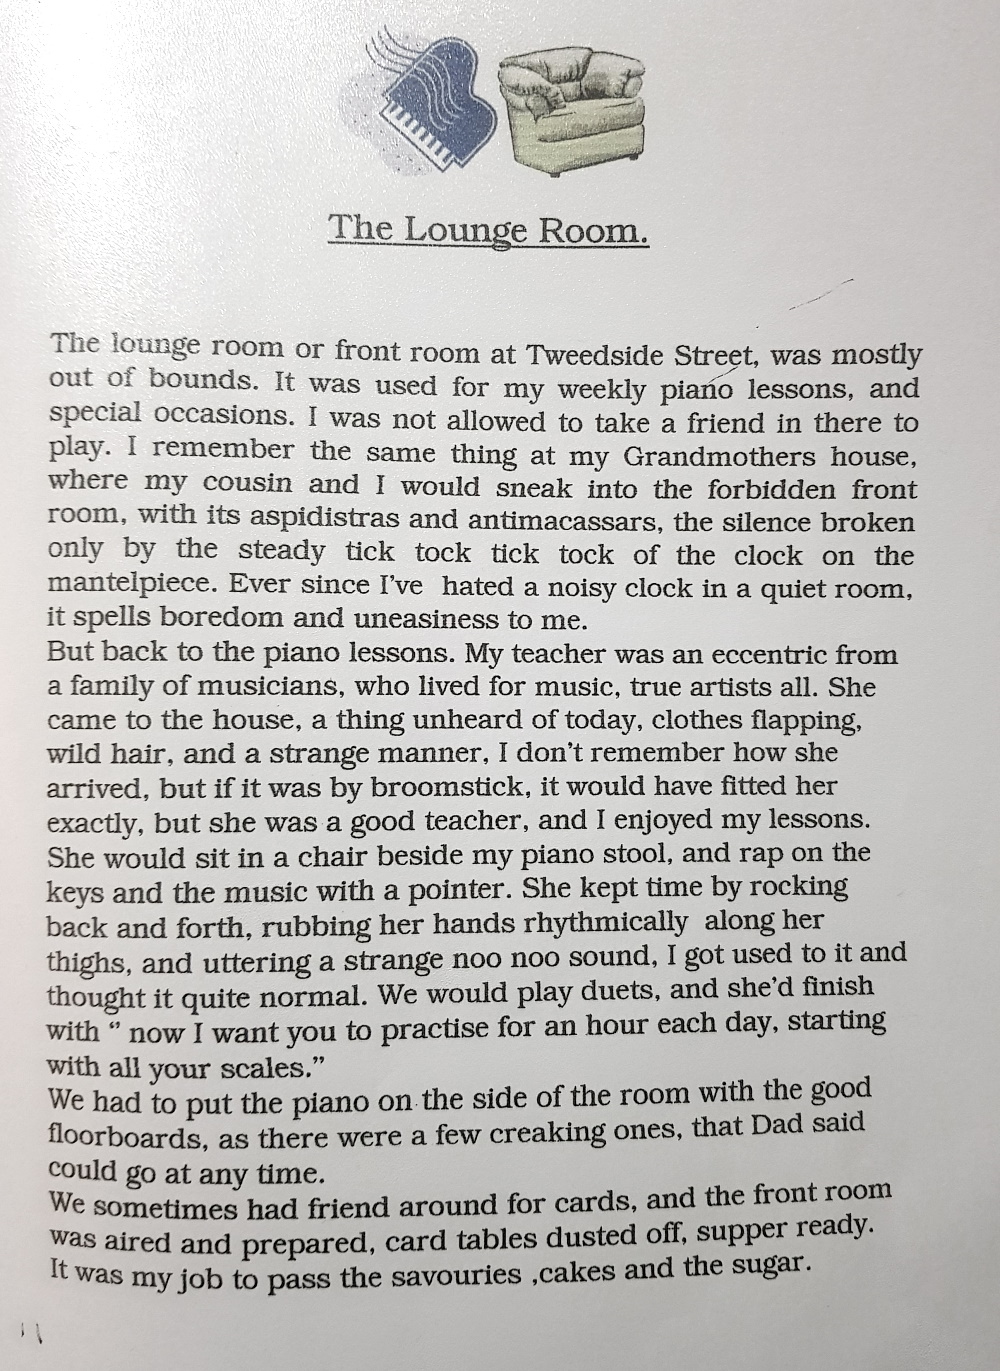 The Lounge Room.
The lounge room or front room at Tweedside Street, was mostly
out of bounds. It was used for my weekly piano lessons, and
special occasions. I was not allowed to take a friend in there to
play. I remember the same thing at my Grandmothers house,
where my cousin and I would sneak into the forbidden front
room, with its aspidistras and antimacassars, the silence broken
only by the steady tick tock tick tock of the clock on the
mantelpiece. Ever since I've hated a noisy clock in a quiet room,
it spells boredom and uneasiness to me.
But back to the piano lessons. My teacher was an eccentric from
a family of musicians, who lived for music, true artists all. She
came to the house, a thing unheard of today, clothes flapping,
wild hair, and a strange manner, I don't remember how she
arrived, but if it was by broomstick, it would have fitted her
exactly, but she was a good teacher, and I enjoyed my lessons.
She would sit in a chair beside my piano stool, and rap on the
keys and the music with a pointer. She kept time by rocking
back and forth, rubbing her hands rhythmically along her
thighs, and uttering a strange noo noo sound, I got used to it and
thought it quite normal. We would play duets, and she'd finish
with “ now I want you to practise for an hour each day, starting
with all your scales.”
We had to put the piano on the side of the room with the good
floorboards, as there were a few creaking ones, that Dad said
could go at any time.
We sometimes had friend around for cards, and the front room
was aired and prepared, card tables dusted off, supper ready.
It was my job to pass the savouries ,cakes and the sugar.
11